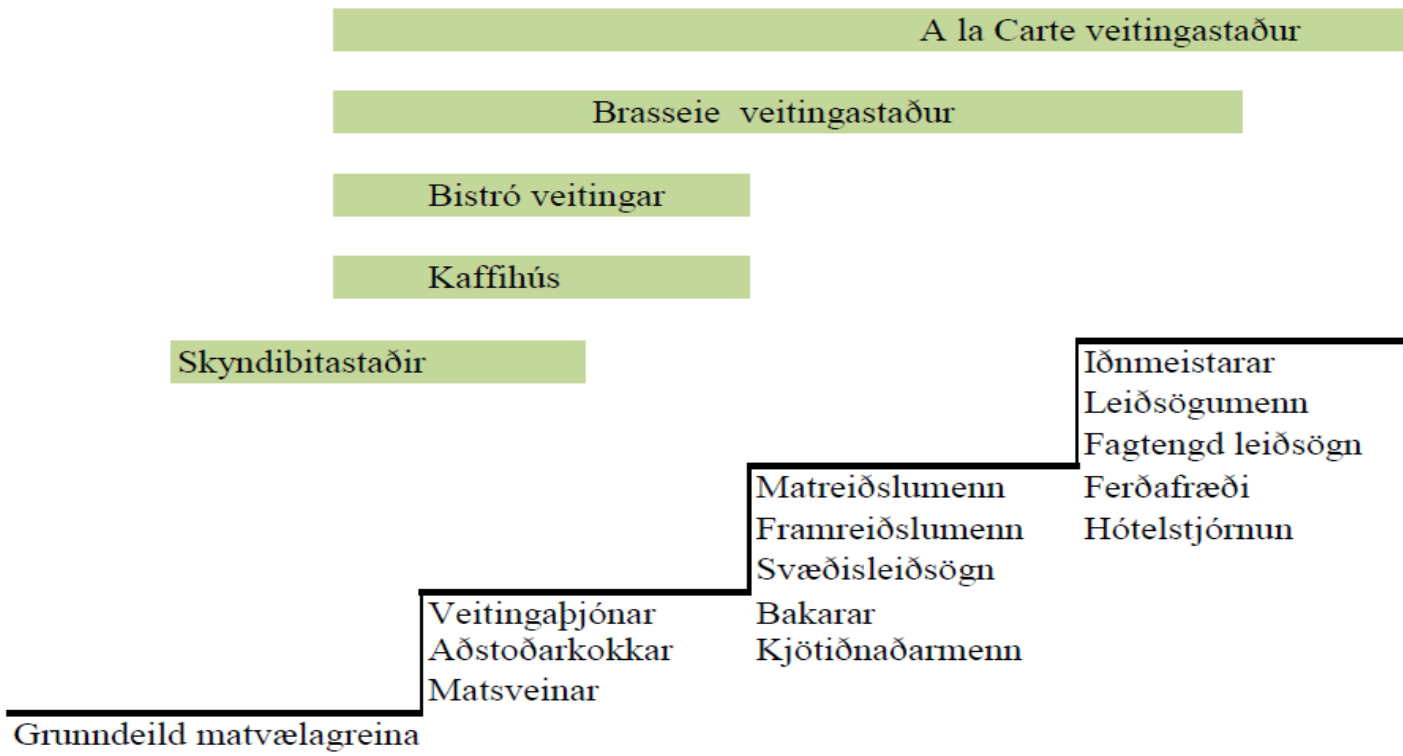 A la Carte veitingastaður
Brasseie veitingastaður
Bistró veitingar
Kaffihús
Skyndibitastaðir
Iðnmeistarar
Leiðsögumenn
Fagtengd leiðsögn
Ferðafræði
Hótelstjórnun
Matreiðslumenn
Framreiðslumenn
Svæðisleiðsögn
Bakarar
Kjötiðnaðarmenn
Veitingaþjónar
Aðstoðarkokkar
Matsveinar
Grunndeild matvælagreina